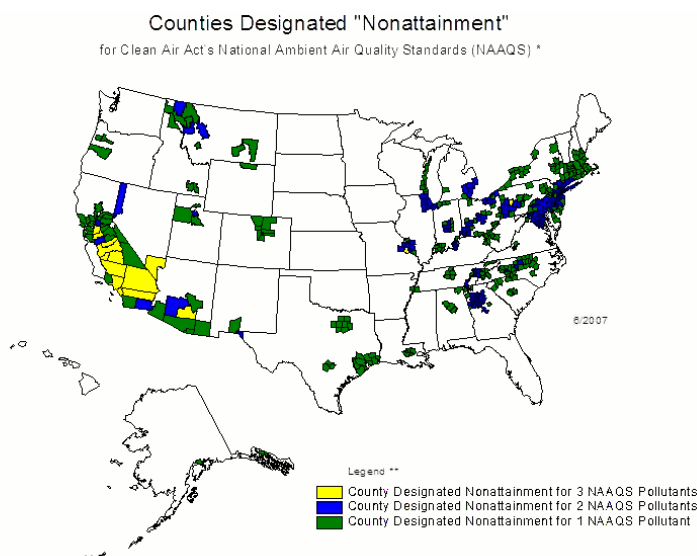 Counties Designated "Nonattainment"
for Clean Air Act's National Ambient Air Quality Standards (NAAQS) *
6/2007
Legend **
County Designated Nonattainment for 3 NAAQS Pollutants
County Designated Nonattainment for 2 NAAQS Pollutants
County Designated Nonattainment for 1 NAAQS Pollutant